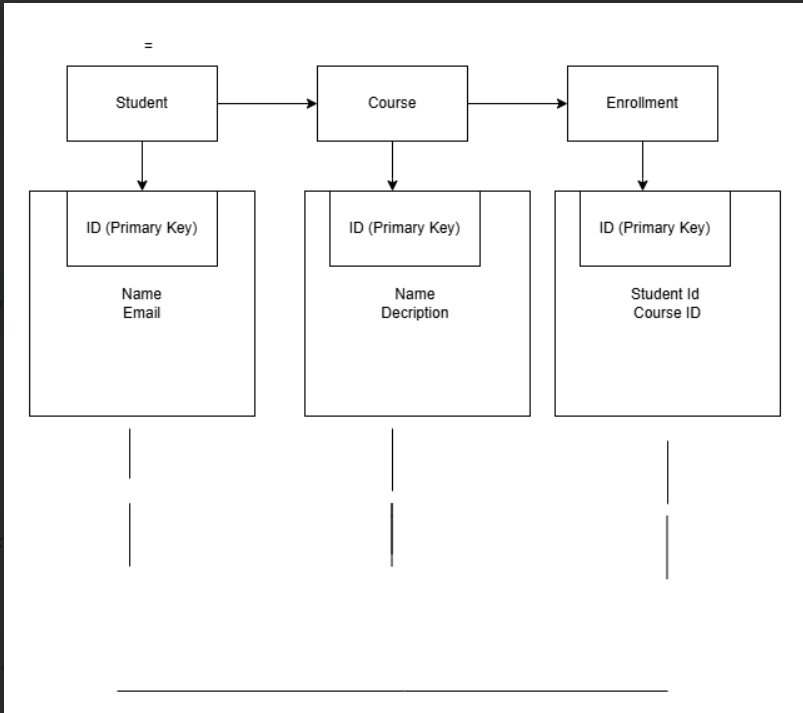 =
Student
Course
Enrollment
ID (Primary Key)
ID (Primary Key)
ID (Primary Key)
Name
Email
Name
Decription
Student Id
Course ID